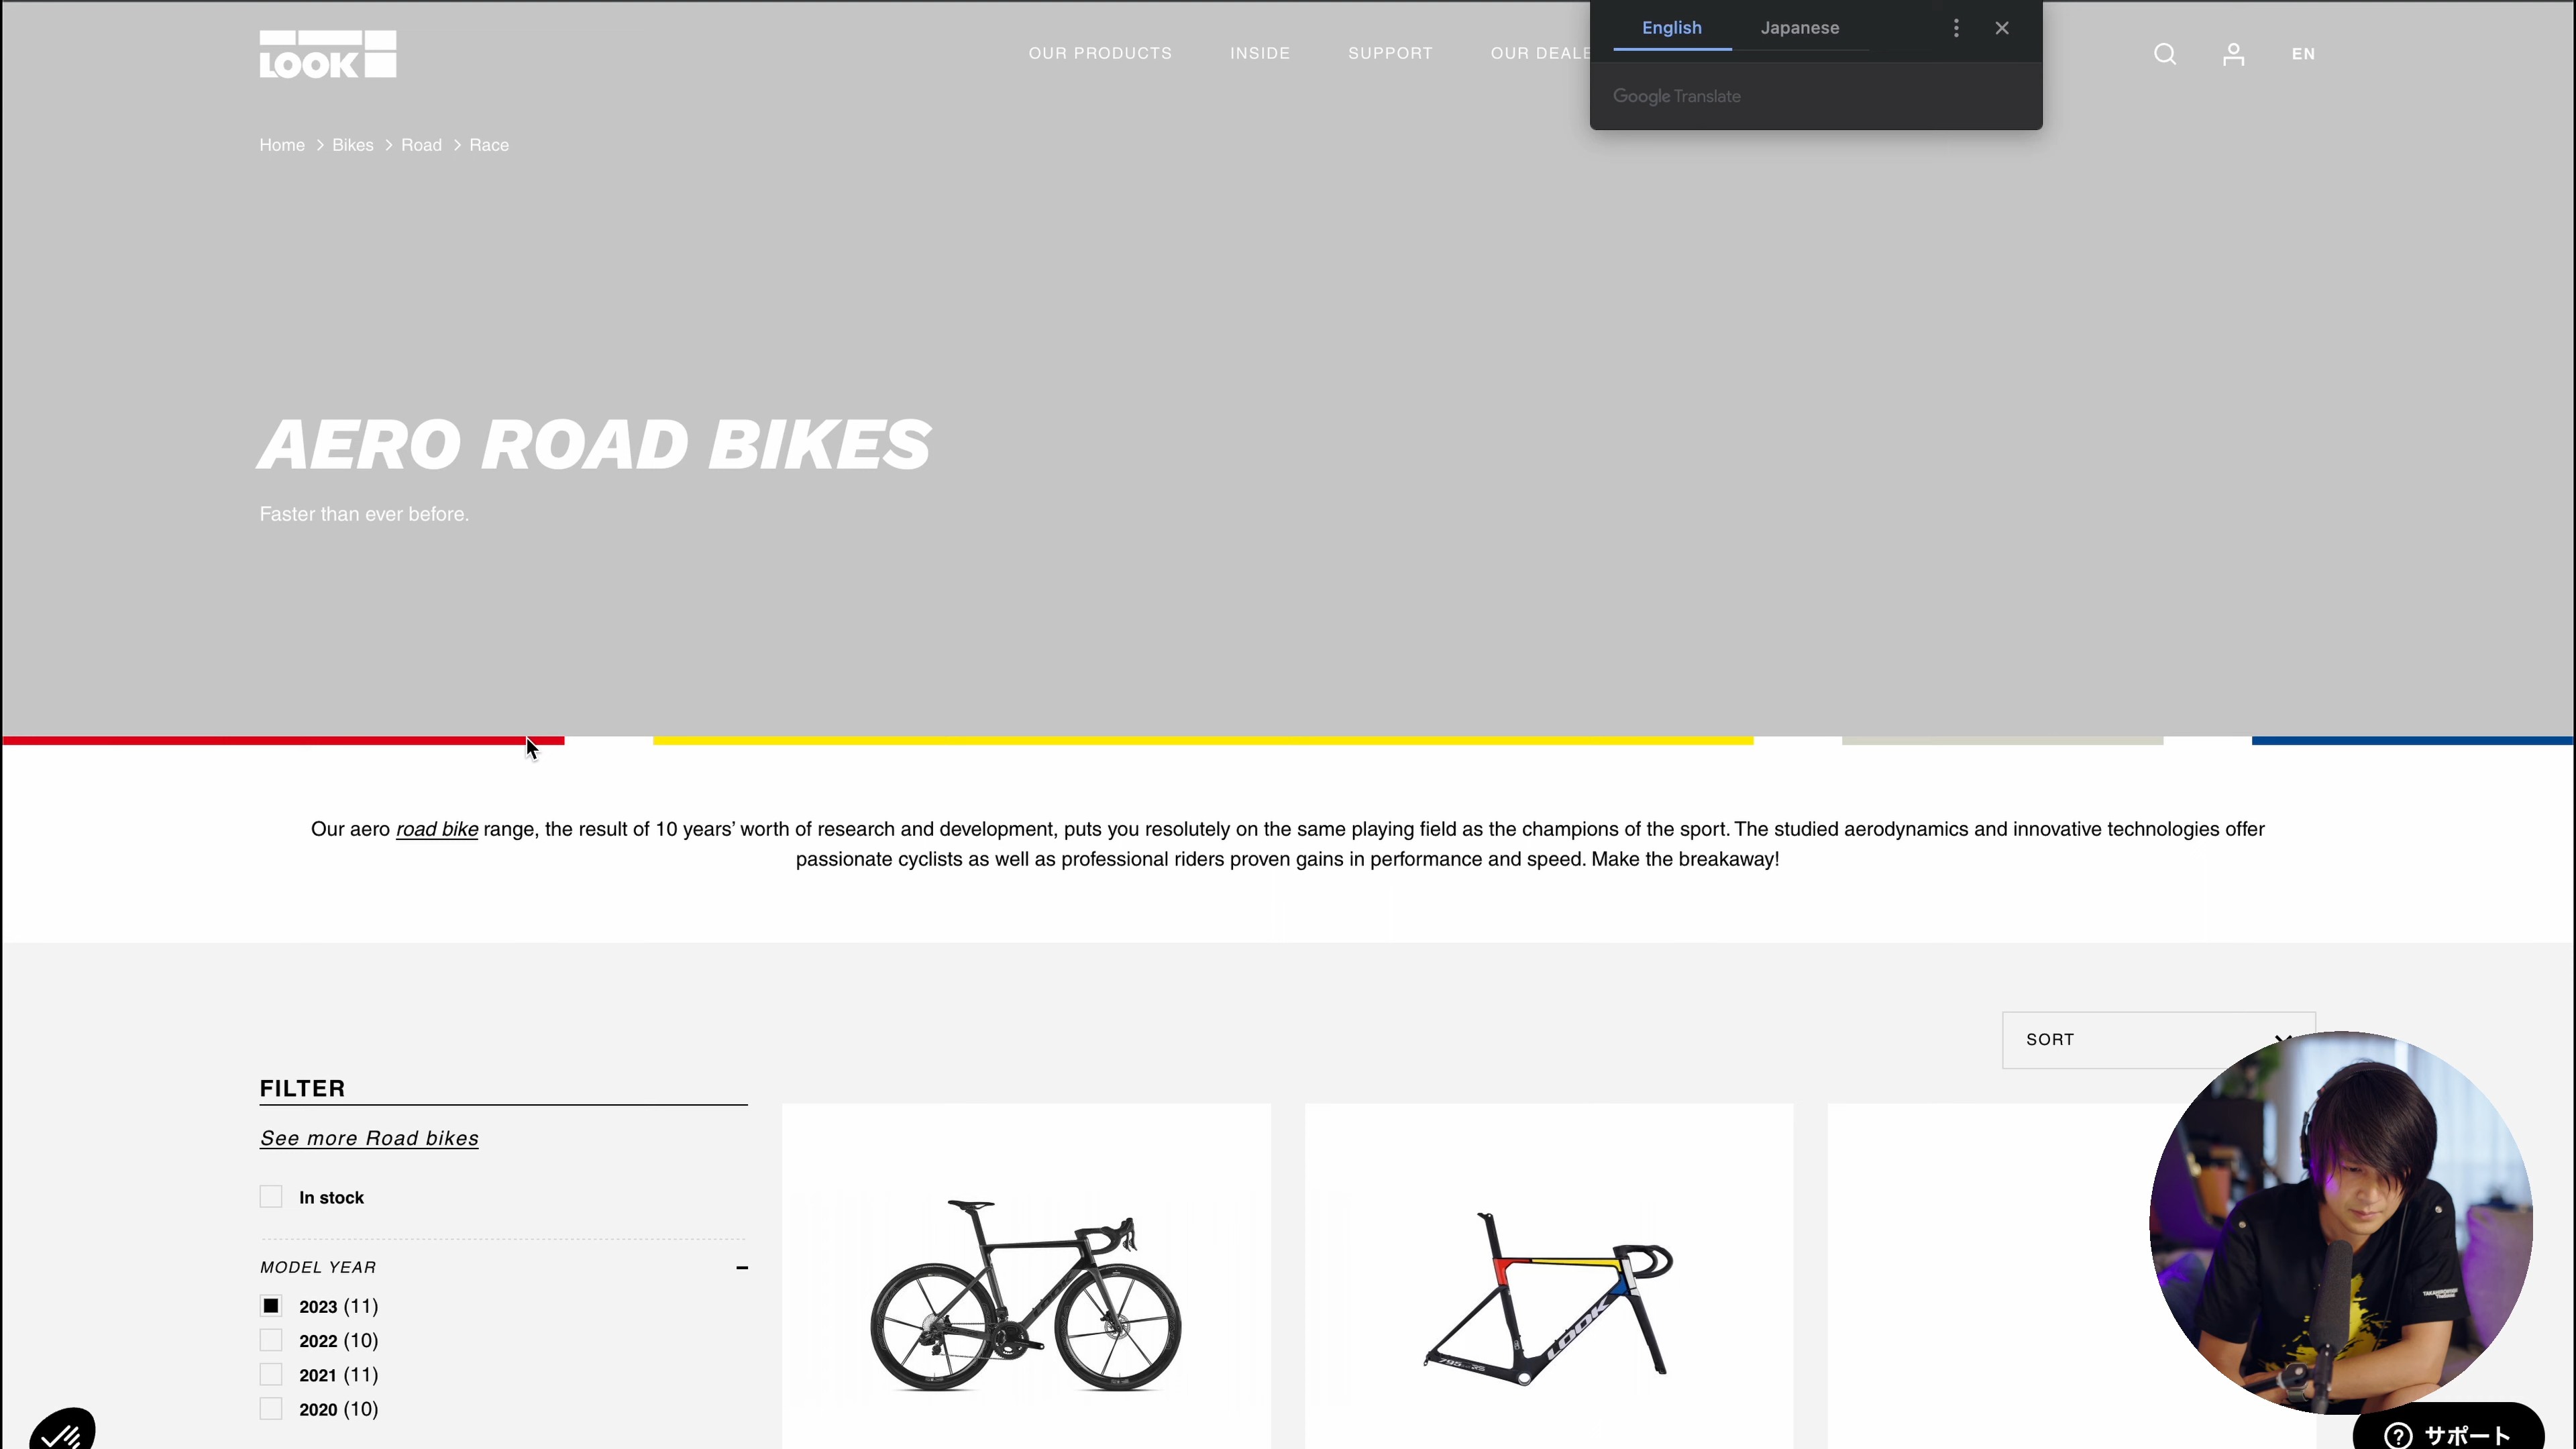 LOOK
OUR PRODUCTS
INSIDE
SUPPORT
OUR DEALE
English
Japanese
Google Translate
EN
Home > Bikes > Road > Race
AERO ROAD BIKES
Faster than ever before.
Our aero road bike range, the result of 10 years’ worth of research and development, puts you resolutely on the same playing field as the champions of the sport. The studied aerodynamics and innovative technologies offer
passionate cyclists as well as professional riders proven gains in performance and speed. Make the breakaway!
SORT
FILTER
See more Road bikes
In stock
MODEL YEAR
2023 (11)
2022 (10)
2021 (11)
2020 (10)
LOOK
795
RS
サポート